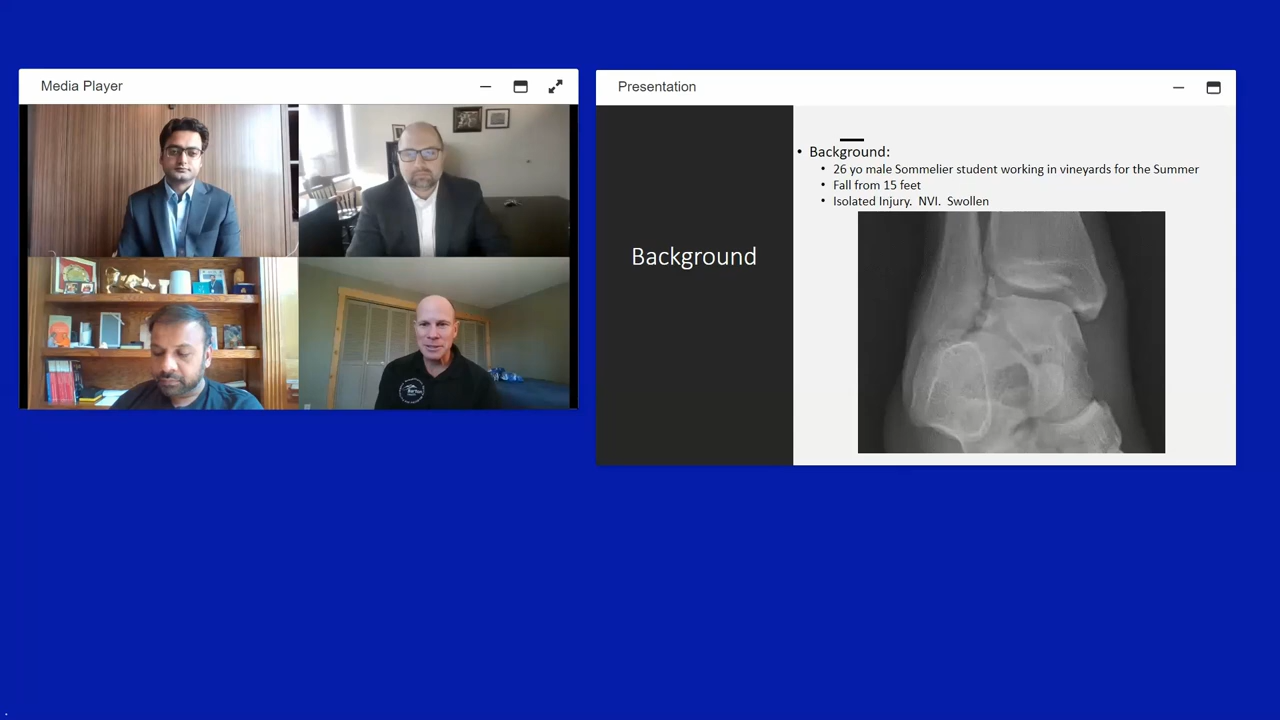 Media Player
Presentation
Background
• Background:
• 26 yo male Sommelier student working in vineyards for the Summer
• Fall from 15 feet
• Isolated Injury. NVI. Swollen